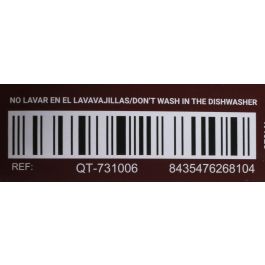 NO LAVAR EN EL LAVAVAJILLAS/DON'T WASH IN THE DISHWASHER
REF: QT-731006 8435476268104